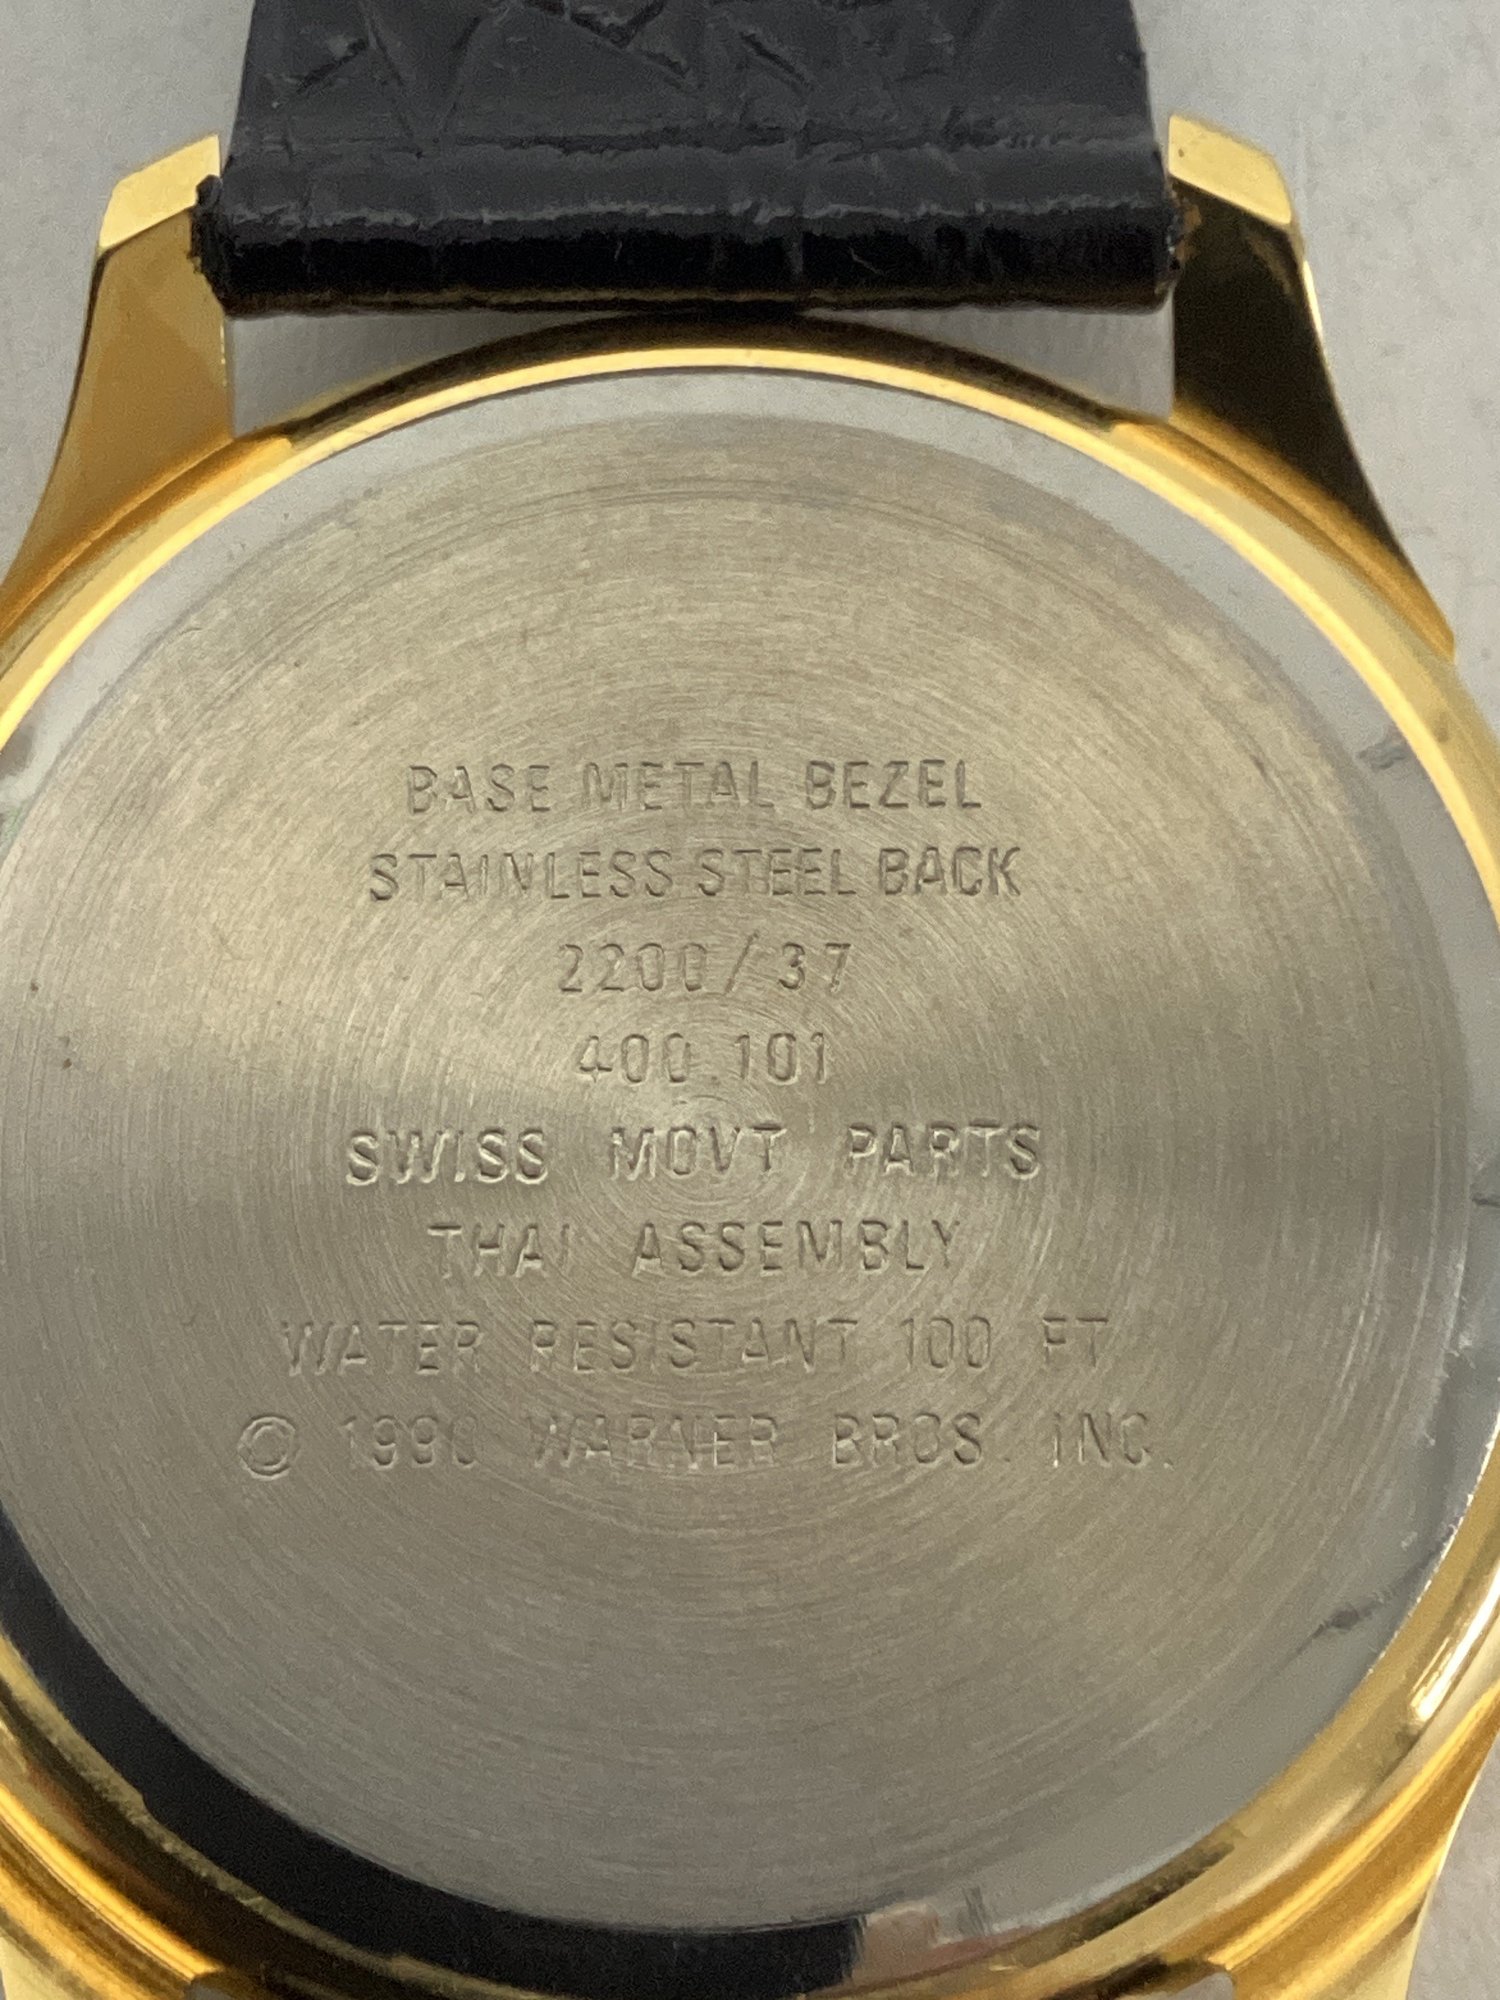 BASE METAL BEZEL
STAINLESS STEEL BACK
2200/37
400.101
SWISS MOVT PARTS
THAI ASSEMBLY
WATER RESISTANT 100 FT
© 1990 WARNER BROS. INC.